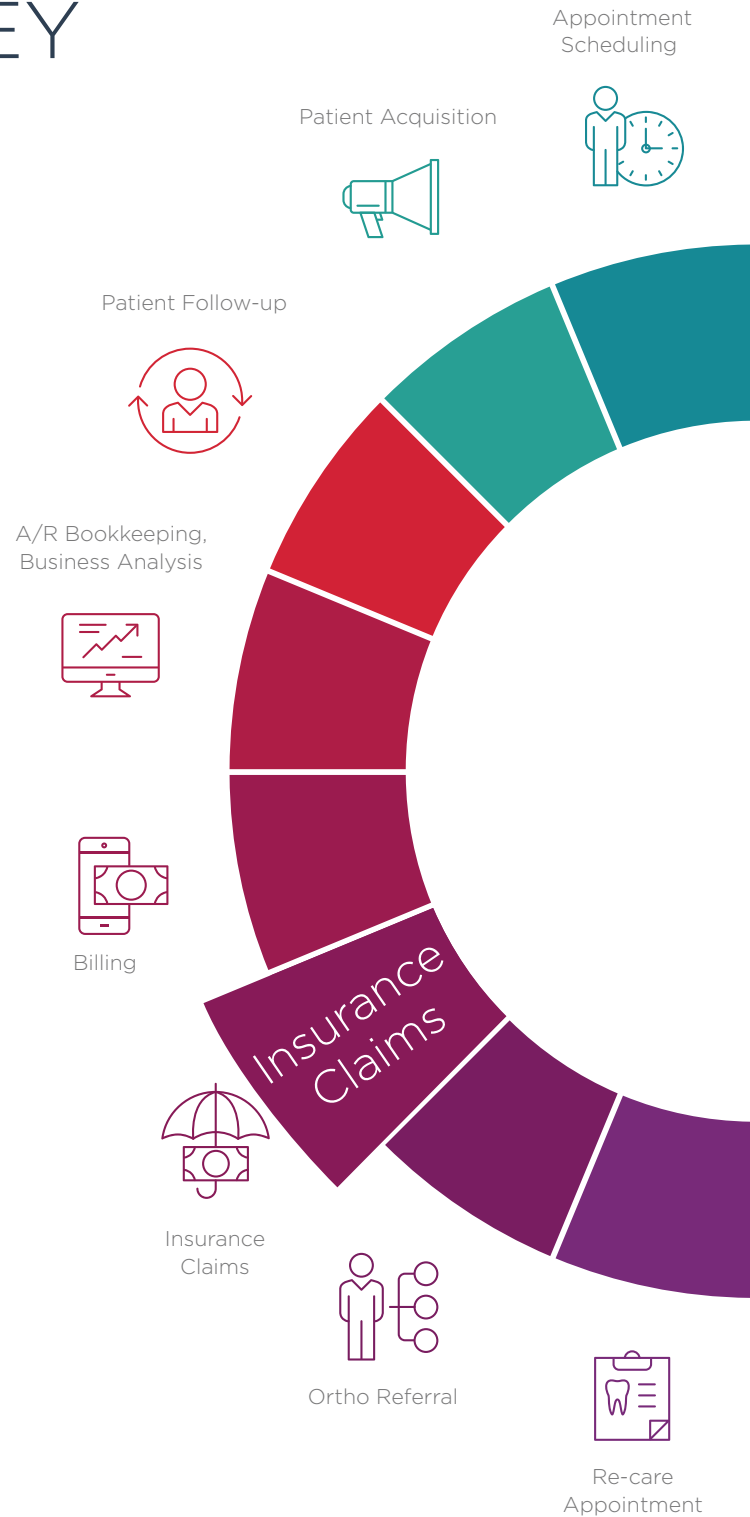 EY
Appointment
Scheduling
Patient Acquisition
Patient Follow-up
A/R Bookkeeping,
Business Analysis
Billing
Insurance
Claims
Insurance
Claims
Ortho Referral
Re-care
Appointment